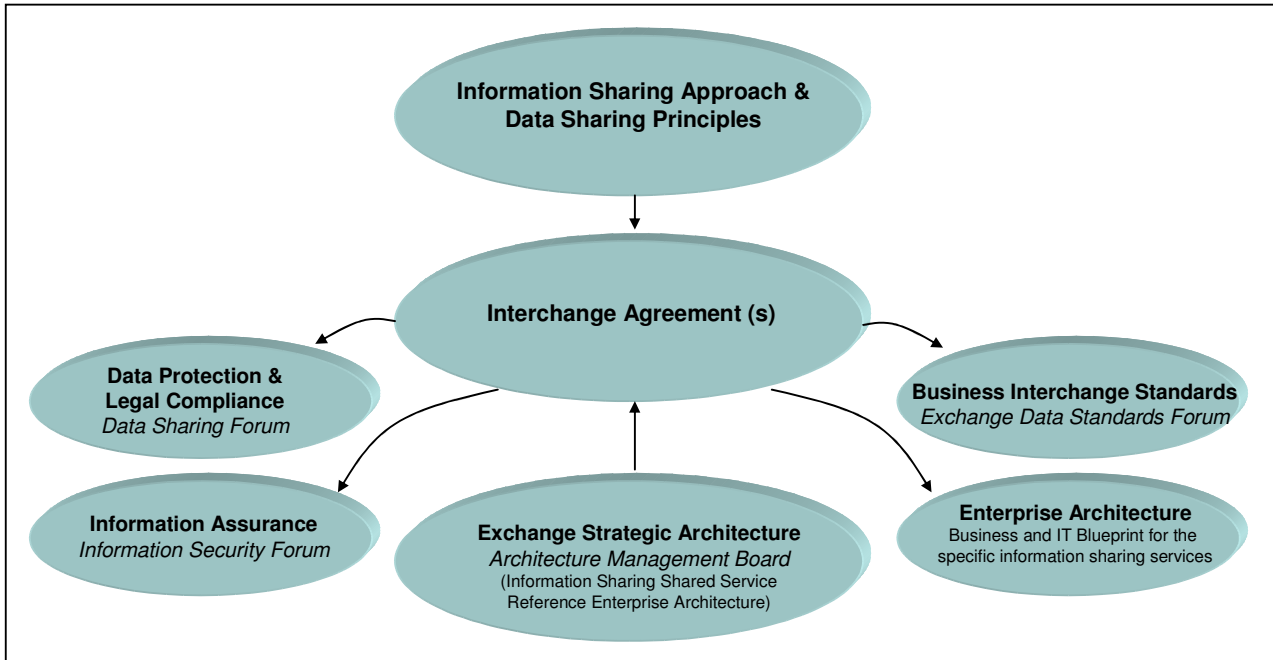 Information Sharing Approach &
Data Sharing Principles
Interchange Agreement (s)
Data Protection &
Legal Compliance
Data Sharing Forum
Business Interchange Standards
Exchange Data Standards Forum
Information Assurance
Information Security Forum
Exchange Strategic Architecture
Architecture Management Board
(Information Sharing Shared Service
Reference Enterprise Architecture)
Enterprise Architecture
Business and IT Blueprint for the
specific information sharing services